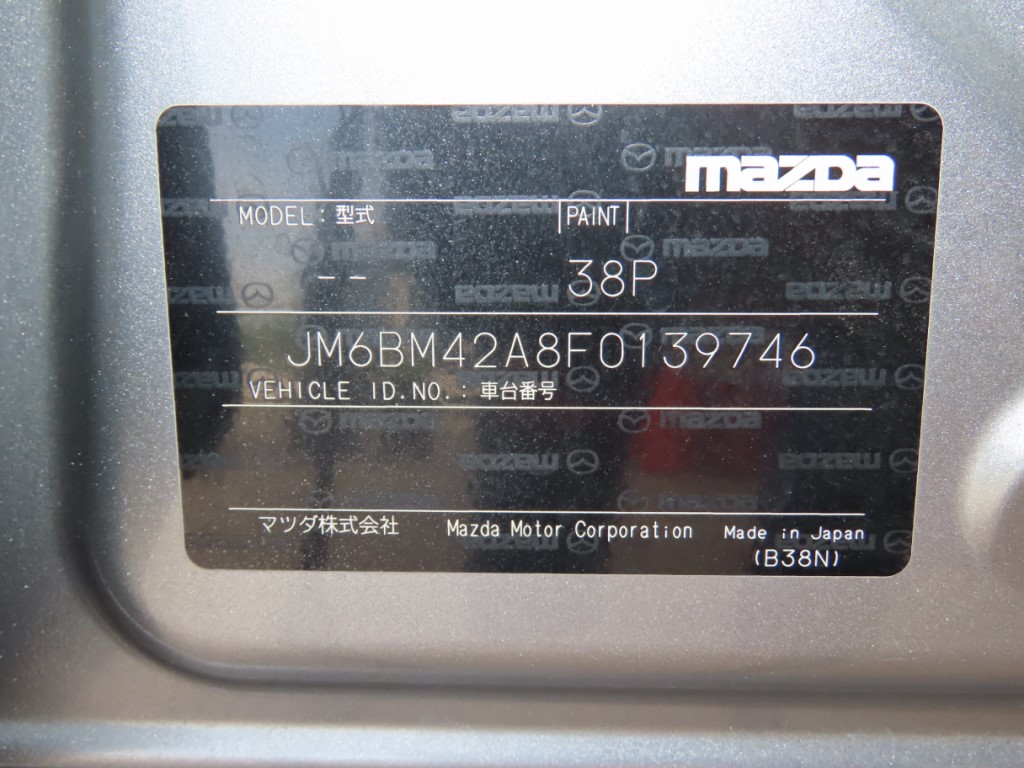 mazda
MODEL : 型式 PAINT
-- 38P
JM6BM42A8F0139746
VEHICLE ID.NO. : 車台番号
マツダ株式会社 Mazda Motor Corporation Made in Japan
(B38N)